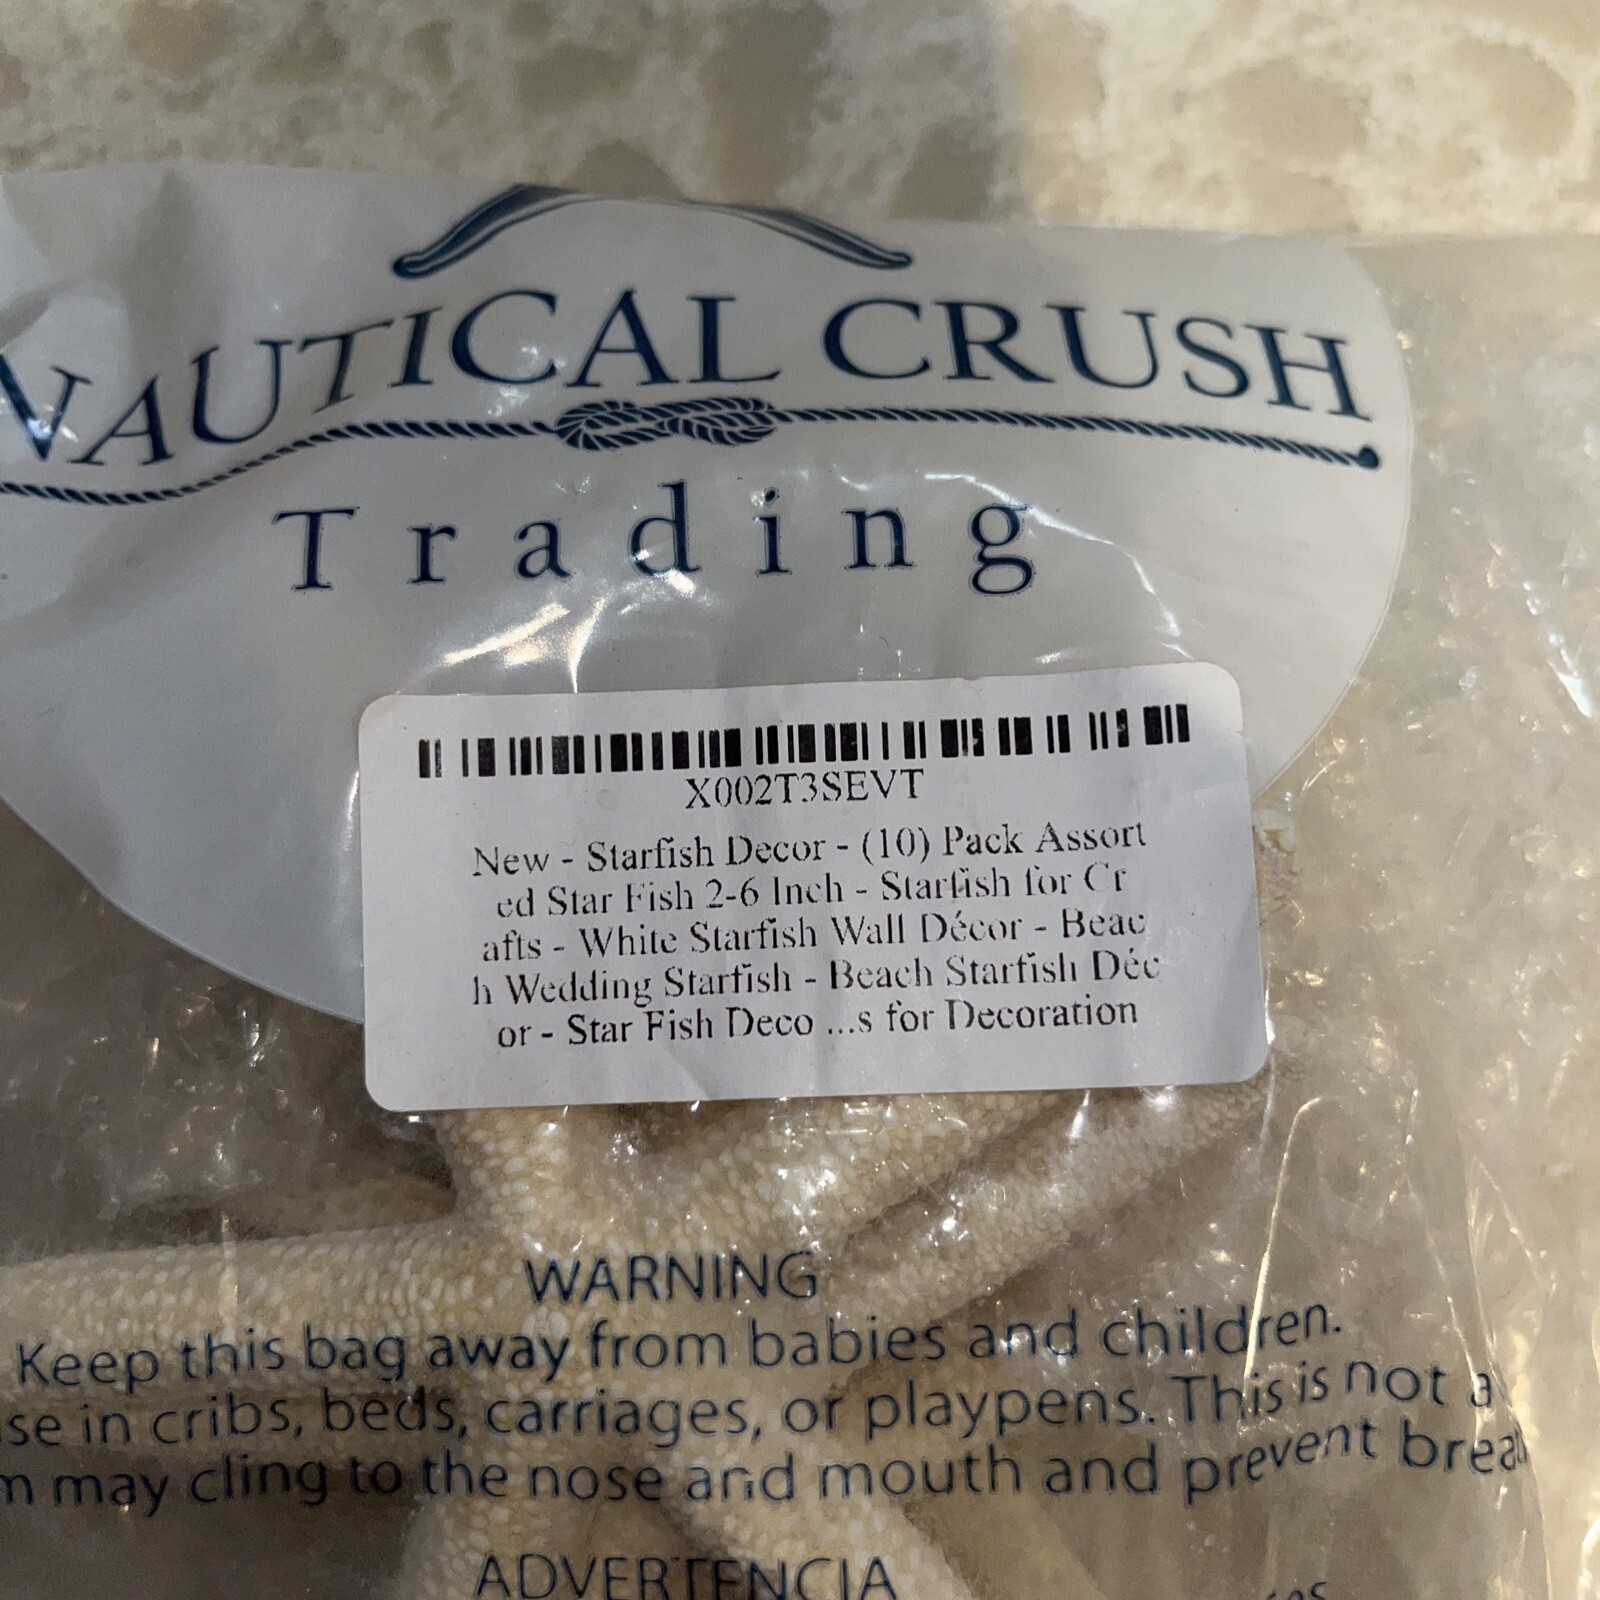 NAUTICAL CRUSH
Trading
X002T3SEVT
New - Starfish Decor - (10) Pack Assort
ed Star Fish 2-6 Inch - Starfish for Cr
afts - White Starfish Wall Décor - Beac
h Wedding Starfish - Beach Starfish Déc
or - Star Fish Deco ...s for Decoration
WARNING
Keep this bag away from babies and children.
se in cribs, beds, carriages, or playpens. This is not a
m may cling to the nose and mouth and prevent brea
ADVERTENCIA